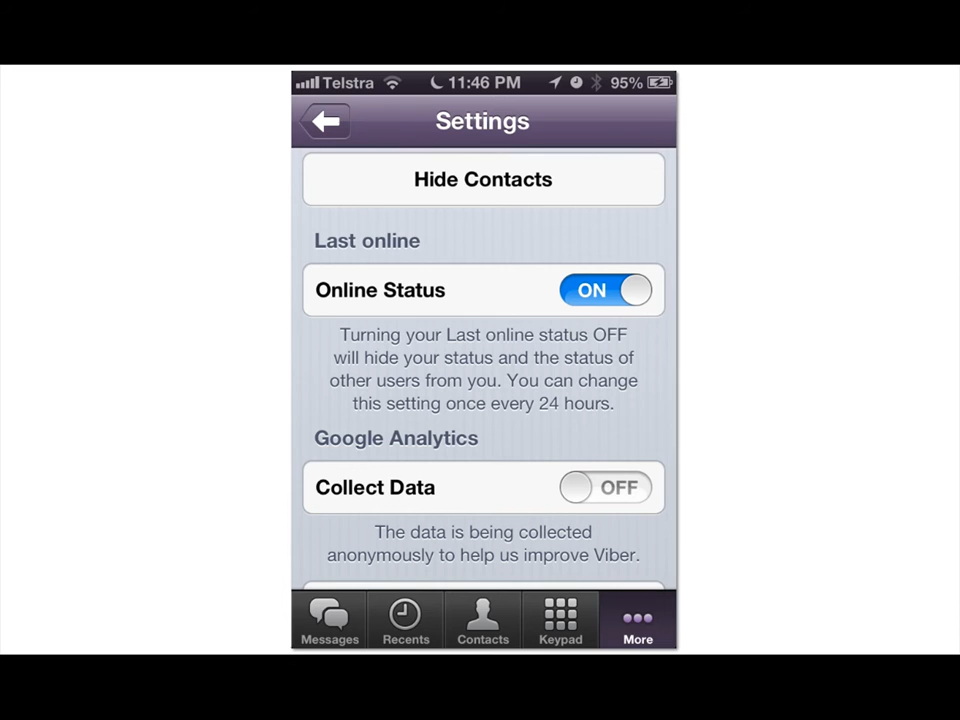 Telstra 11:46 PM 95%
Settings
Hide Contacts
Last online
Online Status ON
Turning your Last online status OFF
will hide your status and the status of
other users from you. You can change
this setting once every 24 hours.
Google Analytics
Collect Data OFF
The data is being collected
anonymously to help us improve Viber.
Messages Recents Contacts Keypad More